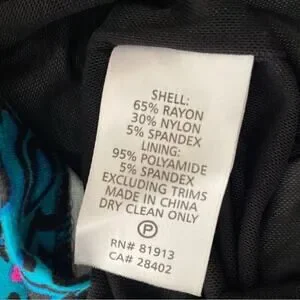 SHELL:
65% RAYON
30% NYLON
5% SPANDEX
LINING:
95% POLYAMIDE
5% SPANDEX
EXCLUDING TRIMS
MADE IN CHINA
DRY CLEAN ONLY
P
RN# 81913
CA# 28402